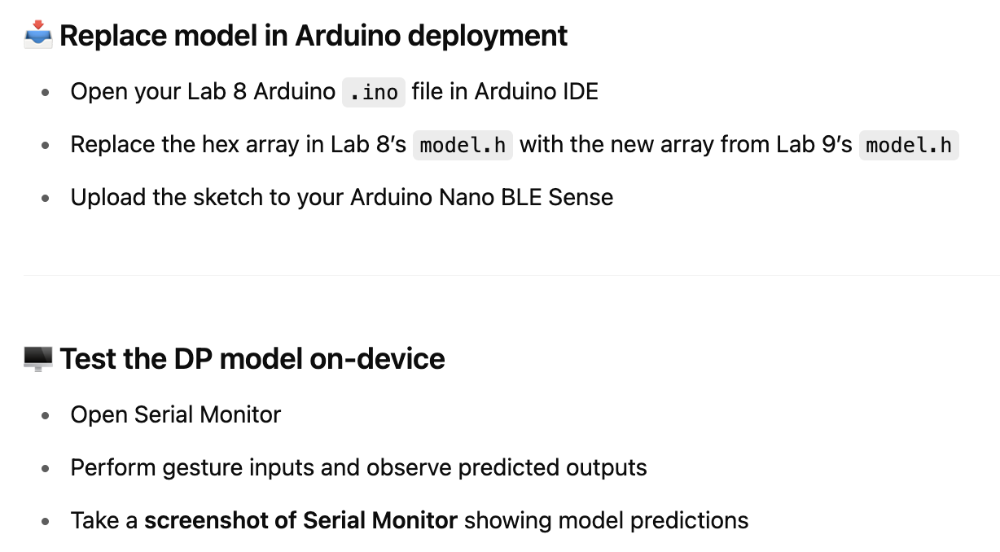 Replace model in Arduino deployment
Open your Lab 8 Arduino .ino file in Arduino IDE
Replace the hex array in Lab 8’s model.h with the new array from Lab 9’s model.h
Upload the sketch to your Arduino Nano BLE Sense
Test the DP model on-device
Open Serial Monitor
Perform gesture inputs and observe predicted outputs
Take a screenshot of Serial Monitor showing model predictions